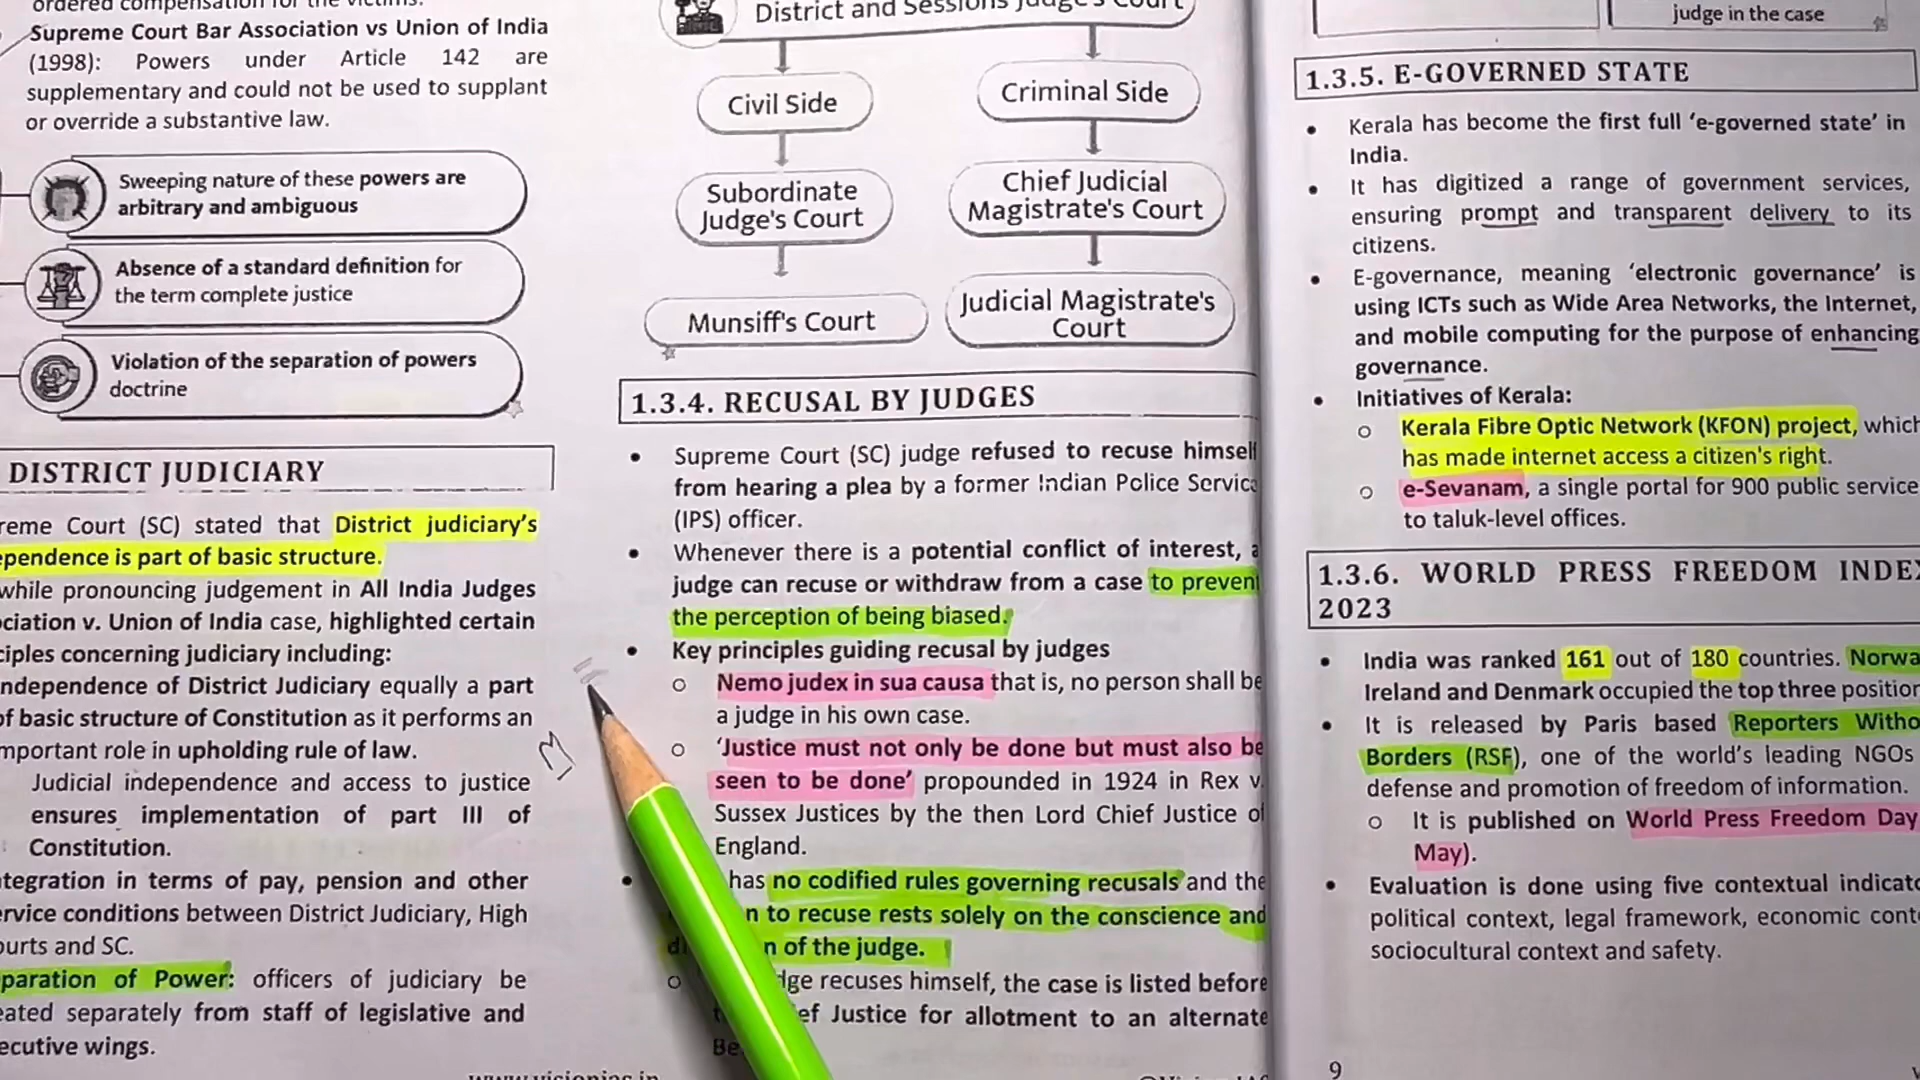 ordered compensation for the victims.
Supreme Court Bar Association vs Union of India
(1998): Powers under Article 142 are
supplementary and could not be used to supplant
or override a substantive law.
Sweeping nature of these powers are
arbitrary and ambiguous
Absence of a standard definition for
the term complete justice
Violation of the separation of powers
doctrine
DISTRICT JUDICIARY
reme Court (SC) stated that District judiciary's
ependence is part of basic structure.
while pronouncing judgement in All India Judges
ciation v. Union of India case, highlighted certain
ciples concerning judiciary including:
ndependence of District Judiciary equally a part
of basic structure of Constitution as it performs an
mportant role in upholding rule of law.
Judicial independence and access to justice
ensures implementation of part III of
Constitution.
tegration in terms of pay, pension and other
ervice conditions between District Judiciary, High
ourts and SC.
paration of Power: officers of judiciary be
eated separately from staff of legislative and
ecutive wings.
District and Sessions Judge's Court
Civil Side
Criminal Side
Subordinate
Judge's Court
Chief Judicial
Magistrate's Court
Munsiff's Court
Judicial Magistrate's
Court
1.3.4. RECUSAL BY JUDGES
• Supreme Court (SC) judge refused to recuse himself
from hearing a plea by a former Indian Police Service
(IPS) officer.
• Whenever there is a potential conflict of interest, a
judge can recuse or withdraw from a case to prevent
the perception of being biased.
• Key principles guiding recusal by judges
o Nemo judex in sua causa that is, no person shall be
a judge in his own case.
o 'Justice must not only be done but must also be
seen to be done' propounded in 1924 in Rex v.
Sussex Justices by the then Lord Chief Justice of
England.
• has no codified rules governing recusals and the
n to recuse rests solely on the conscience and
di n of the judge.
o dge recuses himself, the case is listed before
ef Justice for allotment to an alternate
Be
www.visionias.in
judge in the case
1.3.5. E-GOVERNED STATE
• Kerala has become the first full 'e-governed state' in
India.
• It has digitized a range of government services,
ensuring prompt and transparent delivery to its
citizens.
• E-governance, meaning 'electronic governance' is
using ICTs such as Wide Area Networks, the Internet,
and mobile computing for the purpose of enhancing
governance.
• Initiatives of Kerala:
o Kerala Fibre Optic Network (KFON) project, which
has made internet access a citizen's right.
o e-Sevanam, a single portal for 900 public service
to taluk-level offices.
1.3.6. WORLD PRESS FREEDOM INDEX
2023
• India was ranked 161 out of 180 countries. Norwa
Ireland and Denmark occupied the top three position
• It is released by Paris based Reporters Witho
Borders (RSF), one of the world's leading NGOs
defense and promotion of freedom of information.
o It is published on World Press Freedom Day
May).
• Evaluation is done using five contextual indicato
political context, legal framework, economic conte
sociocultural context and safety.
9